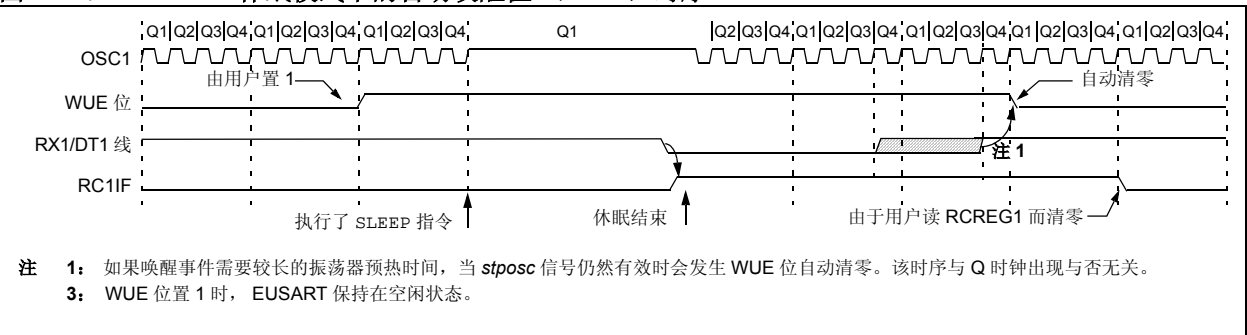 Q1 Q2 Q3 Q4 Q1 Q2 Q3 Q4 Q1 Q2 Q3 Q4 Q1 Q2 Q3 Q4 Q1 Q2 Q3 Q4 Q1 Q2 Q3 Q4 Q1 Q2 Q3 Q4
OSC1
由用户置 1
自动清零
WUE 位
RX1/DT1 线
注 1
RC1IF
执行了 SLEEP 指令
休眠结束
由于用户读 RCREG1 而清零
注 1： 如果唤醒事件需要较长的振荡器预热时间，当 stposc 信号仍然有效时会发生 WUE 位自动清零。该时序与 Q 时钟出现与否无关。
3： WUE 位置 1 时， EUSART 保持在空闲状态。